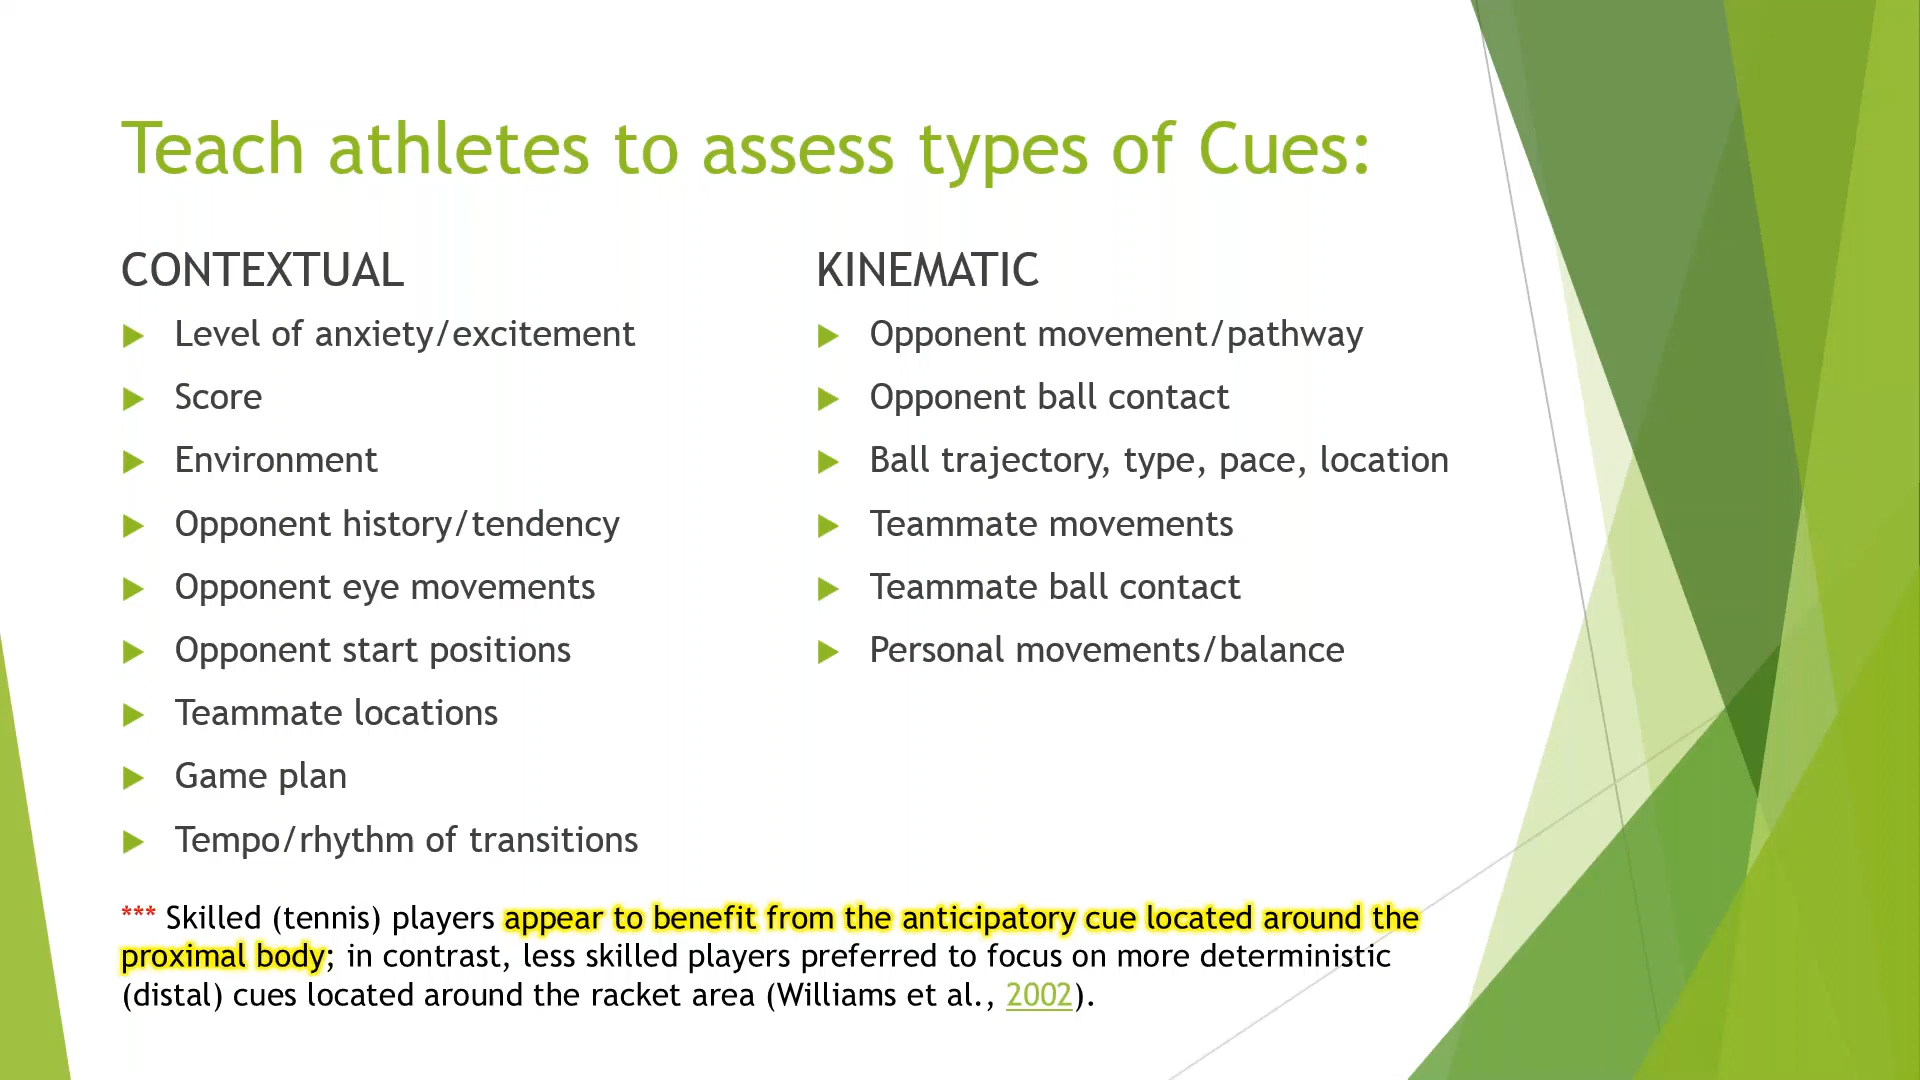 Teach athletes to assess types of Cues:
CONTEXTUAL
Level of anxiety/excitement
Score
Environment
Opponent history/tendency
Opponent eye movements
Opponent start positions
Teammate locations
Game plan
Tempo/rhythm of transitions
KINEMATIC
Opponent movement/pathway
Opponent ball contact
Ball trajectory, type, pace, location
Teammate movements
Teammate ball contact
Personal movements/balance
*** Skilled (tennis) players appear to benefit from the anticipatory cue located around the
proximal body; in contrast, less skilled players preferred to focus on more deterministic
(distal) cues located around the racket area (Williams et al., 2002).